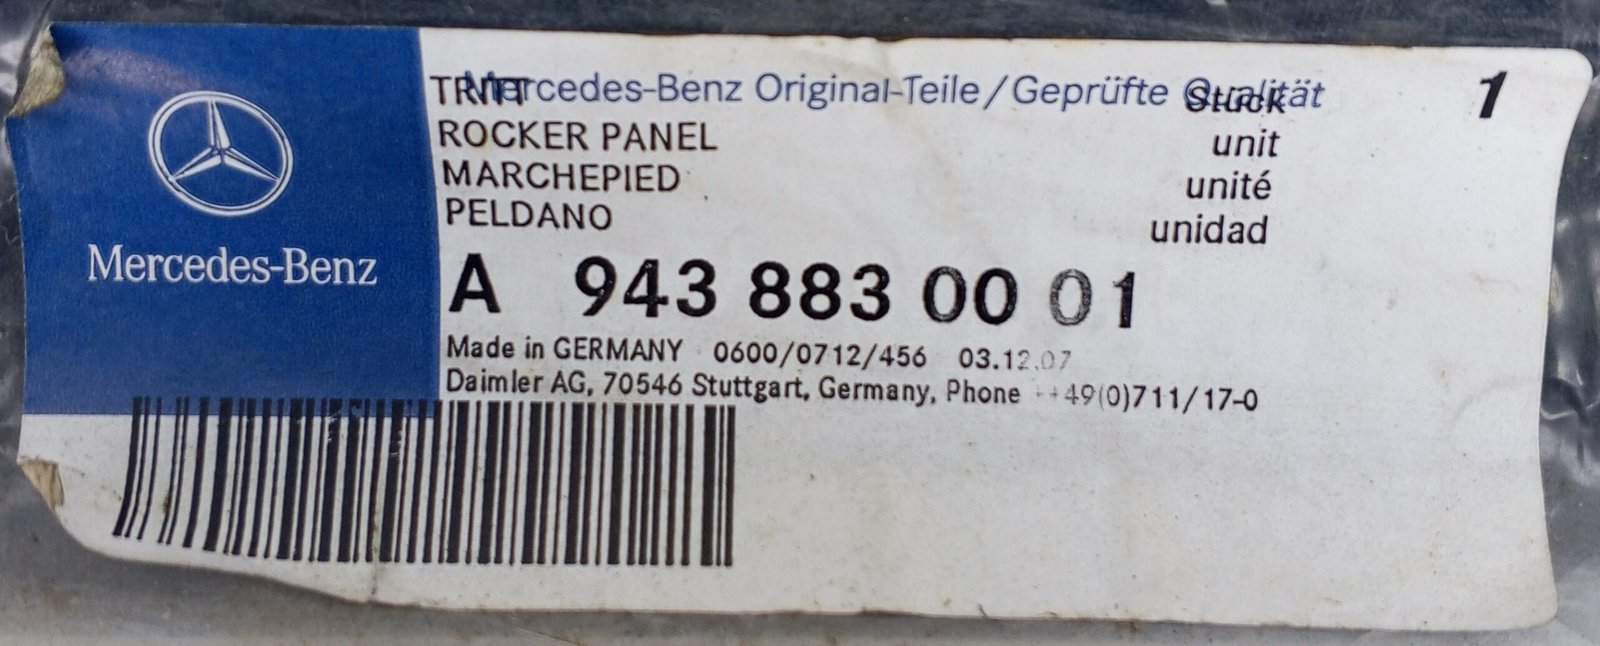 Mercedes-Benz Original-Teile/Geprüfte Qualität
TRITT Stück 1
ROCKER PANEL unit
MARCHEPIED unité
PELDANO unidad
Mercedes-Benz
A 943 883 00 01
Made in GERMANY 0600/0712/456 03.12.07
Daimler AG, 70546 Stuttgart, Germany, Phone ++49(0)711/17-0